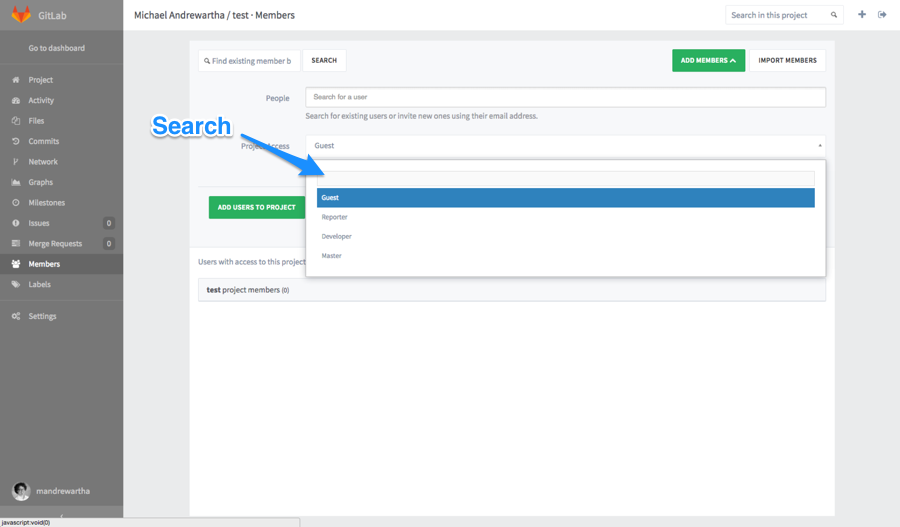 GitLab
Michael Andrewartha / test · Members
Search in this project
Go to dashboard
Find existing member b
SEARCH
ADD MEMBERS
IMPORT MEMBERS
Project
Activity
Files
Commits
Network
Graphs
Milestones
Issues 0
Merge Requests 0
Members
Labels
Settings
People
Search for a user
Search for existing users or invite new ones using their email address.
Search
Project Access
Guest
Guest
Reporter
Developer
Master
ADD USERS TO PROJECT
Users with access to this project
test project members (0)
mandrewartha
javascript:void(0)